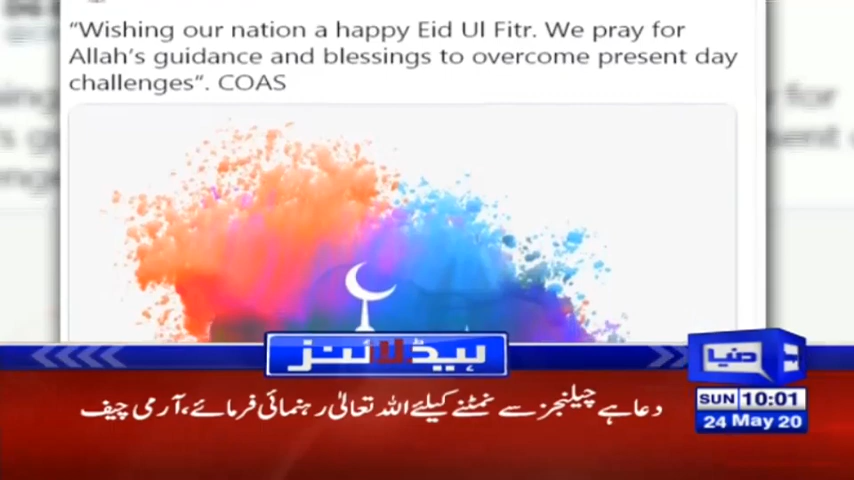 “Wishing our nation a happy Eid Ul Fitr. We pray for
Allah’s guidance and blessings to overcome present day
challenges”. COAS
ہیڈلائنز
دنیا
SUN 10:01
24 May 20
دعا ہے چیلنجز سے نمٹنے کیلئے اللہ تعالیٰ رہنمائی فرمائے، آرمی چیف